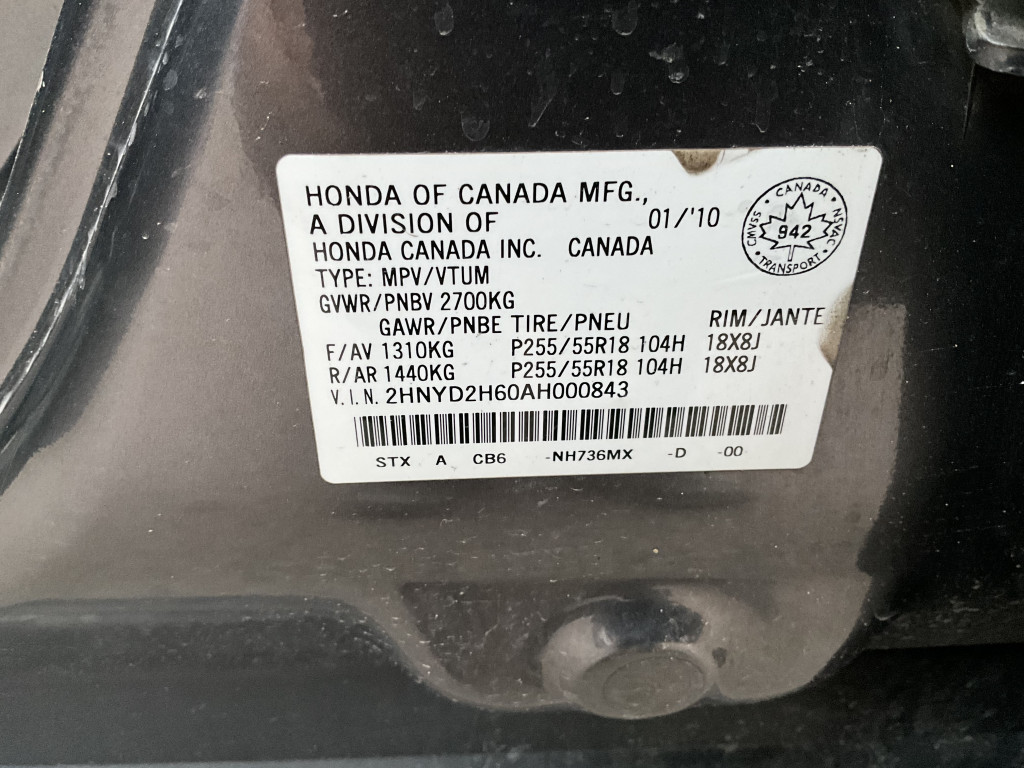 HONDA OF CANADA MFG.,
A DIVISION OF 01/'10
HONDA CANADA INC. CANADA
TYPE: MPV/VTUM
GVWR/PNBV 2700KG
GAWR/PNBE TIRE/PNEU RIM/JANTE
F/AV 1310KG P255/55R18 104H 18X8J
R/AR 1440KG P255/55R18 104H 18X8J
V.I.N. 2HNYD2H60AH000843
STX A CB6 -NH736MX -D -00
CANADA
CMVSS 942 NSVAC
TRANSPORT